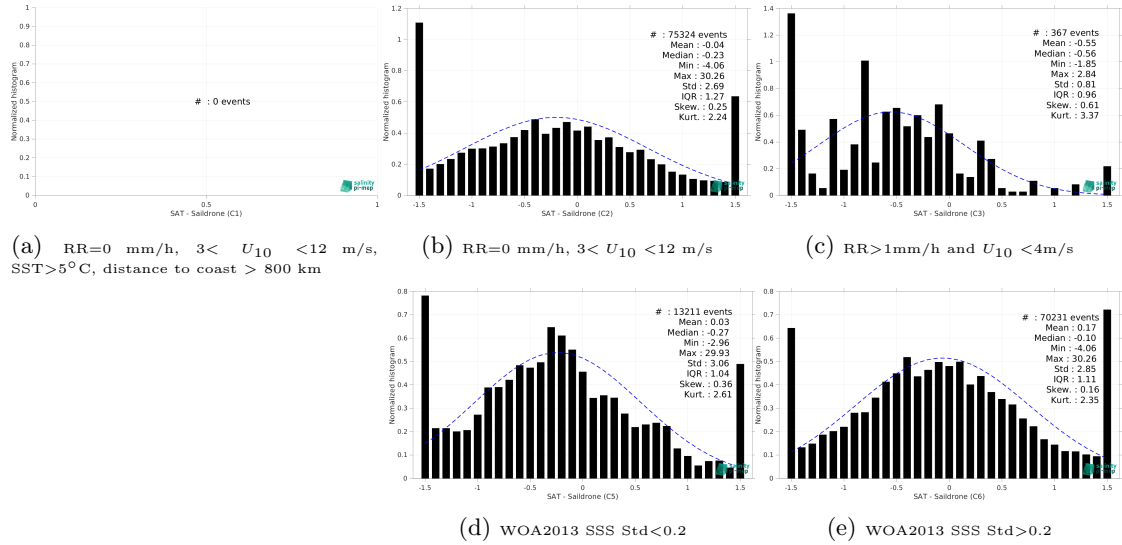 1
0.9
0.8
0.7
0.6
0.5
0.4
0.3
0.2
0.1
0
Normalized histogram
# : 0 events
salinity
pi-mep
0 0.5 1
SAT - Saildrone (C1)
(a) RR=0 mm/h, 3< U10 <12 m/s,
SST>5°C, distance to coast > 800 km
1.2
1
0.8
0.6
0.4
0.2
0
Normalized histogram
# : 75324 events
Mean : -0.04
Median : -0.23
Min : -4.06
Max : 30.26
Std : 2.69
IQR : 1.27
Skew. : 0.25
Kurt. : 2.24
salinity
pi-mep
-1.5 -1 -0.5 0 0.5 1 1.5
SAT - Saildrone (C2)
(b) RR=0 mm/h, 3< U10 <12 m/s
1.4
1.2
1
0.8
0.6
0.4
0.2
0
Normalized histogram
# : 367 events
Mean : -0.55
Median : -0.56
Min : -1.85
Max : 2.84
Std : 0.81
IQR : 0.96
Skew. : 0.61
Kurt. : 3.37
salinity
pi-mep
-1.5 -1 -0.5 0 0.5 1 1.5
SAT - Saildrone (C3)
(c) RR>1mm/h and U10 <4m/s
0.8
0.7
0.6
0.5
0.4
0.3
0.2
0.1
0
Normalized histogram
# : 13211 events
Mean : 0.03
Median : -0.27
Min : -2.96
Max : 29.93
Std : 3.06
IQR : 1.04
Skew. : 0.36
Kurt. : 2.61
salinity
pi-mep
-1.5 -1 -0.5 0 0.5 1 1.5
SAT - Saildrone (C5)
(d) WOA2013 SSS Std<0.2
0.8
0.7
0.6
0.5
0.4
0.3
0.2
0.1
0
Normalized histogram
# : 70231 events
Mean : 0.17
Median : -0.10
Min : -4.06
Max : 30.26
Std : 2.85
IQR : 1.11
Skew. : 0.16
Kurt. : 2.35
salinity
pi-mep
-1.5 -1 -0.5 0 0.5 1 1.5
SAT - Saildrone (C6)
(e) WOA2013 SSS Std>0.2